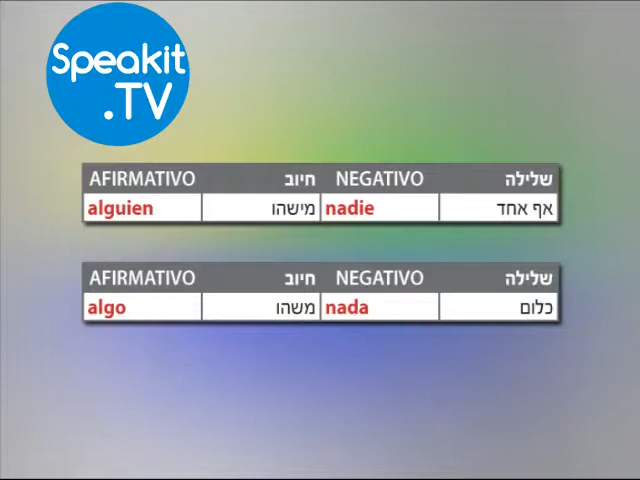 Speakit
.TV
AFIRMATIVO חיוב NEGATIVO שלילה
alguien מישהו nadie אף אחד
AFIRMATIVO חיוב NEGATIVO שלילה
algo משהו nada כלום